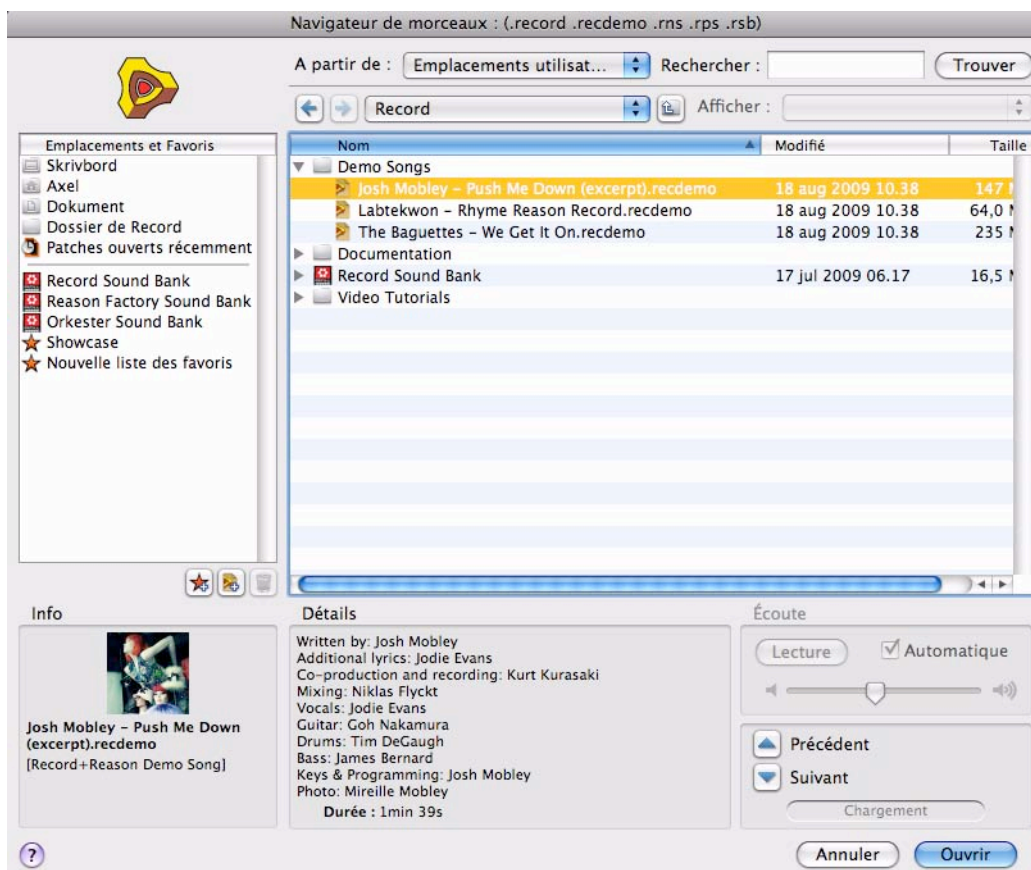 Navigateur de morceaux : (.record .recdemo .rns .rps .rsb)
A partir de : Emplacements utilisat... Rechercher : Trouver
Record Afficher :
Emplacements et Favoris
Skrivbord
Axel
Dokument
Dossier de Record
Patches ouverts récemment
Record Sound Bank
Reason Factory Sound Bank
Orkester Sound Bank
Showcase
Nouvelle liste des favoris
Nom Modifié Taille
Demo Songs
Josh Mobley – Push Me Down (excerpt).recdemo 18 aug 2009 10.38 147
Labtekwon – Rhyme Reason Record.recdemo 18 aug 2009 10.38 64,0
The Baguettes – We Get It On.recdemo 18 aug 2009 10.38 235
Documentation
Record Sound Bank 17 jul 2009 06.17 16,5
Video Tutorials
Info
Josh Mobley – Push Me Down
(excerpt).recdemo
[Record+Reason Demo Song]
Détails
Written by: Josh Mobley
Additional lyrics: Jodie Evans
Co-production and recording: Kurt Kurasaki
Mixing: Niklas Flyckt
Vocals: Jodie Evans
Guitar: Goh Nakamura
Drums: Tim DeGaugh
Bass: James Bernard
Keys & Programming: Josh Mobley
Photo: Mireille Mobley
Durée : 1min 39s
Écoute
Lecture Automatique
Précédent
Suivant
Chargement
? Annuler Ouvrir